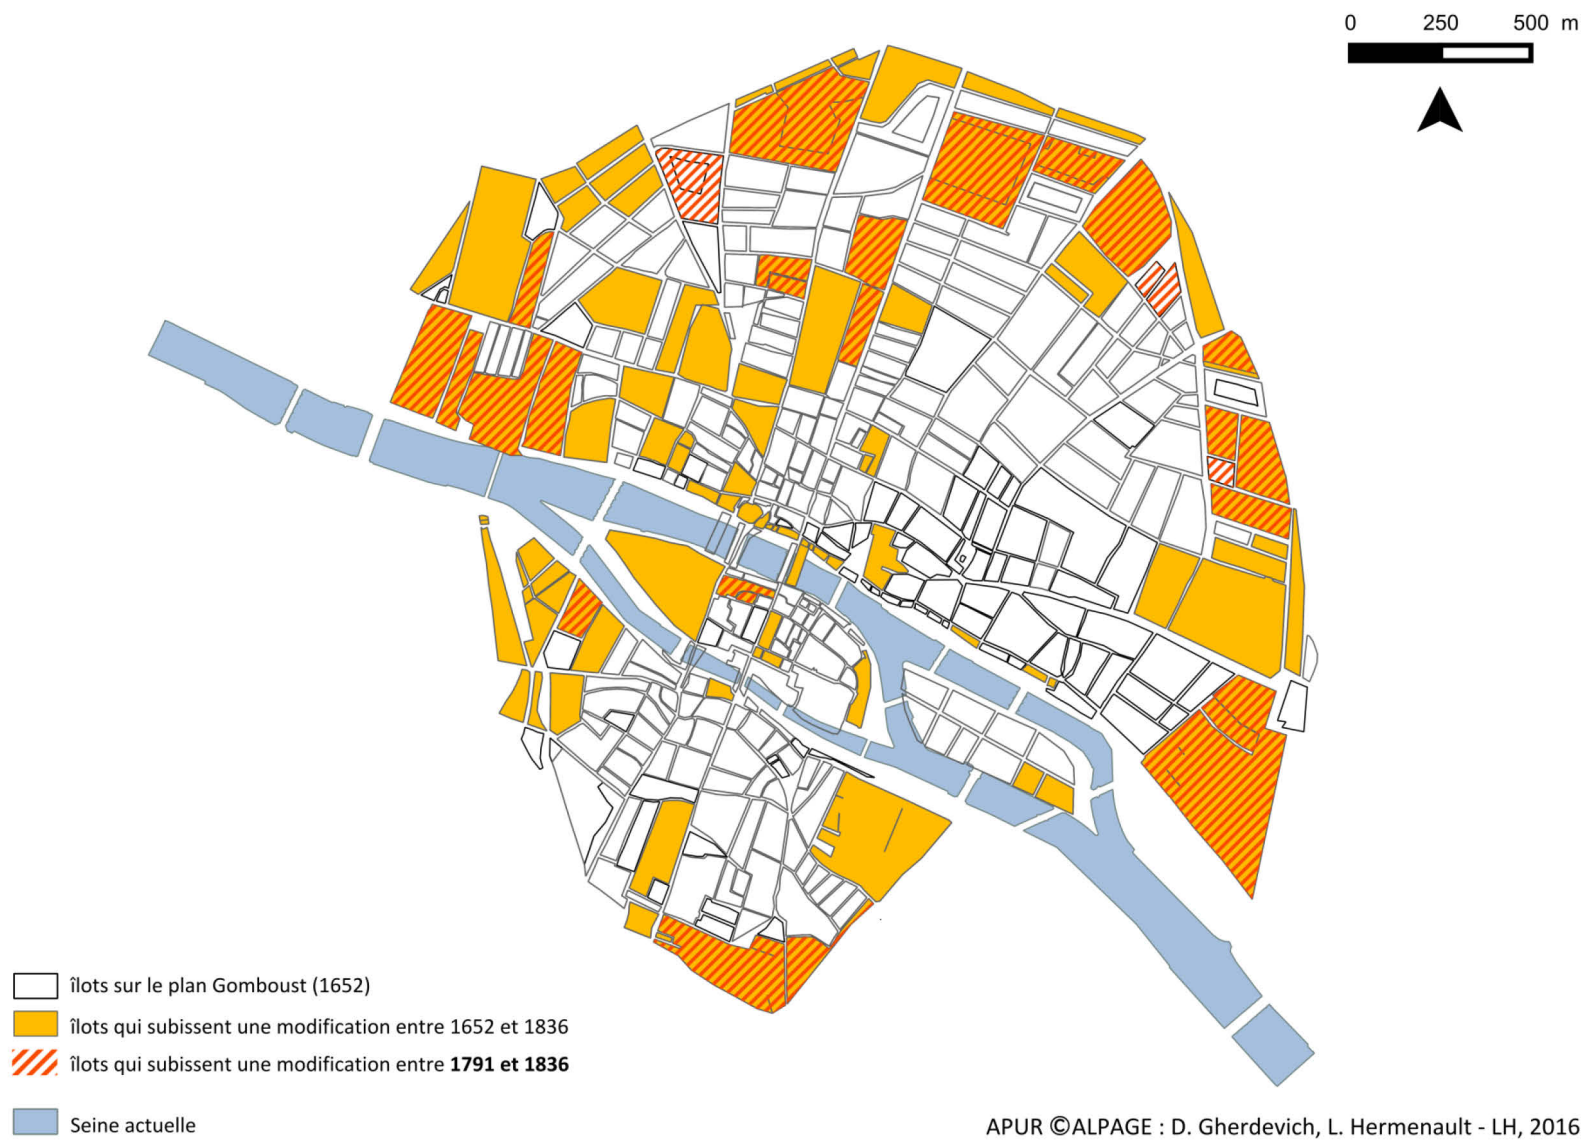 0 250 500 m
îlots sur le plan Gomboust (1652)
îlots qui subissent une modification entre 1652 et 1836
îlots qui subissent une modification entre 1791 et 1836
Seine actuelle
APUR ©ALPAGE : D. Gherdevich, L. Hermenault - LH, 2016